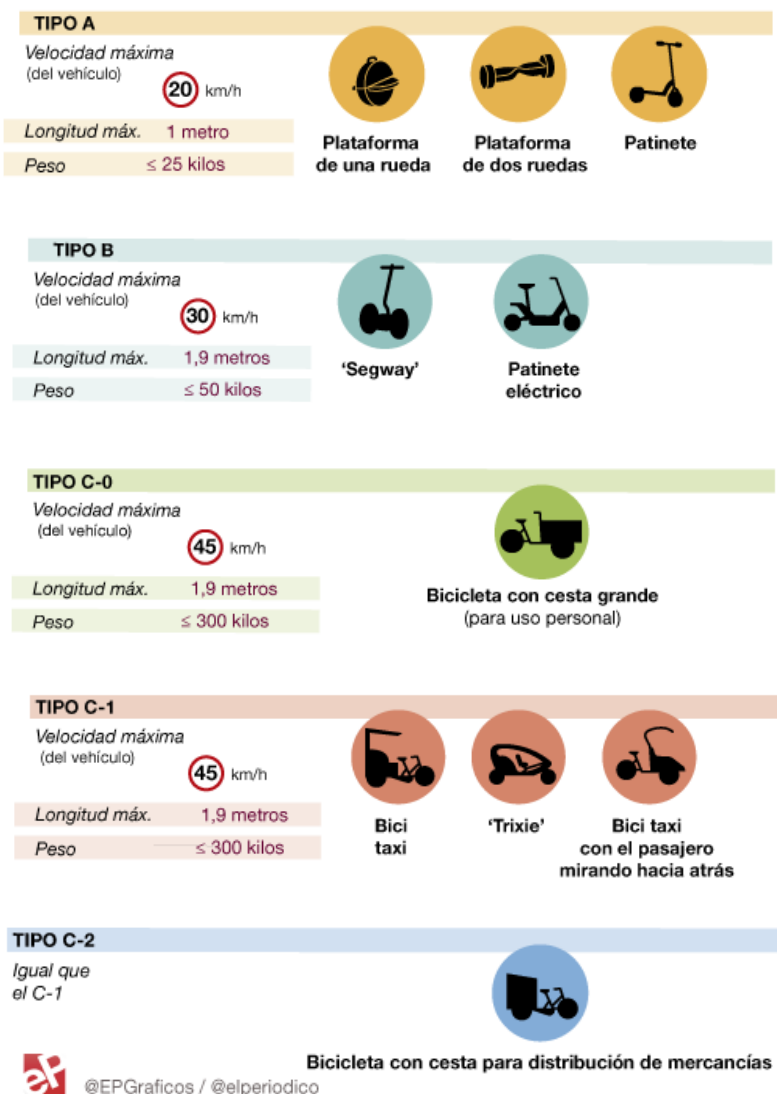 TIPO A
Velocidad máxima
(del vehículo)
20 km/h
Longitud máx. 1 metro
Peso ≤ 25 kilos
Plataforma
de una rueda
Plataforma
de dos ruedas
Patinete
TIPO B
Velocidad máxima
(del vehículo)
30 km/h
Longitud máx. 1,9 metros
Peso ≤ 50 kilos
‘Segway’
Patinete
eléctrico
TIPO C-0
Velocidad máxima
(del vehículo)
45 km/h
Longitud máx. 1,9 metros
Peso ≤ 300 kilos
Bicicleta con cesta grande
(para uso personal)
TIPO C-1
Velocidad máxima
(del vehículo)
45 km/h
Longitud máx. 1,9 metros
Peso ≤ 300 kilos
Bici
taxi
‘Trixie’
Bici taxi
con el pasajero
mirando hacia atrás
TIPO C-2
Igual que
el C-1
Bicicleta con cesta para distribución de mercancías
eP
@EPGraficos / @elperiodico